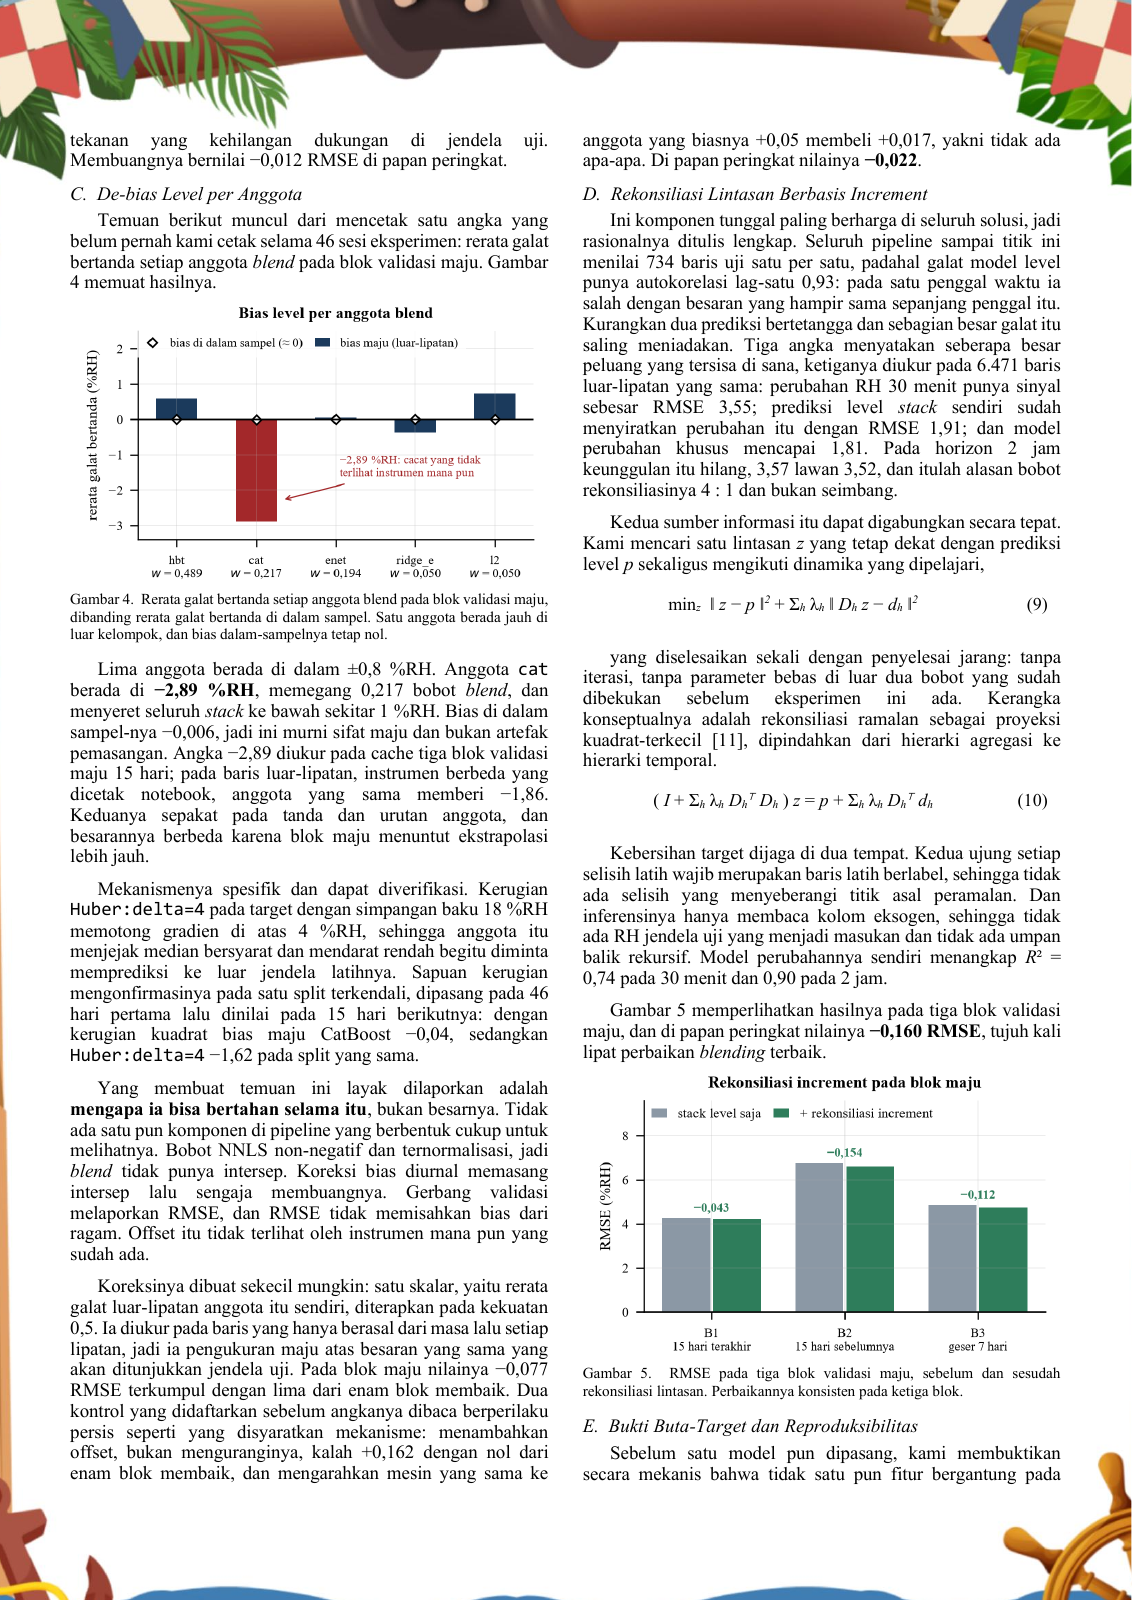 tekanan yang kehilangan dukungan di jendela uji.
Membuangnya bernilai −0,012 RMSE di papan peringkat.
C. De-bias Level per Anggota
Temuan berikut muncul dari mencetak satu angka yang
belum pernah kami cetak selama 46 sesi eksperimen: rerata galat
bertanda setiap anggota blend pada blok validasi maju. Gambar
4 memuat hasilnya.
Bias level per anggota blend
bias di dalam sampel (≈ 0)
bias maju (luar-lipatan)
rerata galat bertanda (%RH)
2
1
0
−1
−2
−3
−2,89 %RH: cacat yang tidak
terlihat instrumen mana pun
hbt cat enet ridge_e l2
w = 0,489 w = 0,217 w = 0,194 w = 0,050 w = 0,050
Gambar 4. Rerata galat bertanda setiap anggota blend pada blok validasi maju,
dibanding rerata galat bertanda di dalam sampel. Satu anggota berada jauh di
luar kelompok, dan bias dalam-sampelnya tetap nol.
Lima anggota berada di dalam ±0,8 %RH. Anggota cat
berada di −2,89 %RH, memegang 0,217 bobot blend, dan
menyeret seluruh stack ke bawah sekitar 1 %RH. Bias di dalam
sampel-nya −0,006, jadi ini murni sifat maju dan bukan artefak
pemasangan. Angka −2,89 diukur pada cache tiga blok validasi
maju 15 hari; pada baris luar-lipatan, instrumen berbeda yang
dicetak notebook, anggota yang sama memberi −1,86.
Keduanya sepakat pada tanda dan urutan anggota, dan
besarannya berbeda karena blok maju menuntut ekstrapolasi
lebih jauh.
Mekanismenya spesifik dan dapat diverifikasi. Kerugian
Huber:delta=4 pada target dengan simpangan baku 18 %RH
memotong gradien di atas 4 %RH, sehingga anggota itu
menjejak median bersyarat dan mendarat rendah begitu diminta
memprediksi ke luar jendela latihnya. Sapuan kerugian
mengonfirmasinya pada satu split terkendali, dipasang pada 46
hari pertama lalu dinilai pada 15 hari berikutnya: dengan
kerugian kuadrat bias maju CatBoost −0,04, sedangkan
Huber:delta=4 −1,62 pada split yang sama.
Yang membuat temuan ini layak dilaporkan adalah
mengapa ia bisa bertahan selama itu, bukan besarnya. Tidak
ada satu pun komponen di pipeline yang berbentuk cukup untuk
melihatnya. Bobot NNLS non-negatif dan ternormalisasi, jadi
blend tidak punya intersep. Koreksi bias diurnal memasang
intersep lalu sengaja membuangnya. Gerbang validasi
melaporkan RMSE, dan RMSE tidak memisahkan bias dari
ragam. Offset itu tidak terlihat oleh instrumen mana pun yang
sudah ada.
Koreksinya dibuat sekecil mungkin: satu skalar, yaitu rerata
galat luar-lipatan anggota itu sendiri, diterapkan pada kekuatan
0,5. Ia diukur pada baris yang hanya berasal dari masa lalu setiap
lipatan, jadi ia pengukuran maju atas besaran yang sama yang
akan ditunjukkan jendela uji. Pada blok maju nilainya −0,077
RMSE terkumpul dengan lima dari enam blok membaik. Dua
kontrol yang didaftarkan sebelum angkanya dibaca berperilaku
persis seperti yang disyaratkan mekanisme: menambahkan
offset, bukan menguranginya, kalah +0,162 dengan nol dari
enam blok membaik, dan mengarahkan mesin yang sama ke
anggota yang biasnya +0,05 membeli +0,017, yakni tidak ada
apa-apa. Di papan peringkat nilainya −0,022.
D. Rekonsiliasi Lintasan Berbasis Increment
Ini komponen tunggal paling berharga di seluruh solusi, jadi
rasionalnya ditulis lengkap. Seluruh pipeline sampai titik ini
menilai 734 baris uji satu per satu, padahal galat model level
punya autokorelasi lag-satu 0,93: pada satu penggal waktu ia
salah dengan besaran yang hampir sama sepanjang penggal itu.
Kurangkan dua prediksi bertetangga dan sebagian besar galat itu
saling meniadakan. Tiga angka menyatakan seberapa besar
peluang yang tersisa di sana, ketiganya diukur pada 6.471 baris
luar-lipatan yang sama: perubahan RH 30 menit punya sinyal
sebesar RMSE 3,55; prediksi level stack sendiri sudah
menyiratkan perubahan itu dengan RMSE 1,91; dan model
perubahan khusus mencapai 1,81. Pada horizon 2 jam
keunggulan itu hilang, 3,57 lawan 3,52, dan itulah alasan bobot
rekonsiliasinya 4 : 1 dan bukan seimbang.
Kedua sumber informasi itu dapat digabungkan secara tepat.
Kami mencari satu lintasan z yang tetap dekat dengan prediksi
level p sekaligus mengikuti dinamika yang dipelajari,
min_z ‖ z − p ‖² + Σ_h λ_h ‖ D_h z − d_h ‖² (9)
yang diselesaikan sekali dengan penyelesai jarang: tanpa
iterasi, tanpa parameter bebas di luar dua bobot yang sudah
dibekukan sebelum eksperimen ini ada. Kerangka
konseptualnya adalah rekonsiliasi ramalan sebagai proyeksi
kuadrat-terkecil [11], dipindahkan dari hierarki agregasi ke
hierarki temporal.
( I + Σ_h λ_h D_h^T D_h ) z = p + Σ_h λ_h D_h^T d_h (10)
Kebersihan target dijaga di dua tempat. Kedua ujung setiap
selisih latih wajib merupakan baris latih berlabel, sehingga tidak
ada selisih yang menyeberangi titik asal peramalan. Dan
inferensinya hanya membaca kolom eksogen, sehingga tidak
ada RH jendela uji yang menjadi masukan dan tidak ada umpan
balik rekursif. Model perubahannya sendiri menangkap R² =
0,74 pada 30 menit dan 0,90 pada 2 jam.
Gambar 5 memperlihatkan hasilnya pada tiga blok validasi
maju, dan di papan peringkat nilainya −0,160 RMSE, tujuh kali
lipat perbaikan blending terbaik.
Rekonsiliasi increment pada blok maju
stack level saja
+ rekonsiliasi increment
RMSE (%RH)
8
6
4
2
0
−0,043
−0,154
−0,112
B1 B2 B3
15 hari terakhir 15 hari sebelumnya geser 7 hari
Gambar 5. RMSE pada tiga blok validasi maju, sebelum dan sesudah
rekonsiliasi lintasan. Perbaikannya konsisten pada ketiga blok.
E. Bukti Buta-Target dan Reproduksibilitas
Sebelum satu model pun dipasang, kami membuktikan
secara mekanis bahwa tidak satu pun fitur bergantung pada